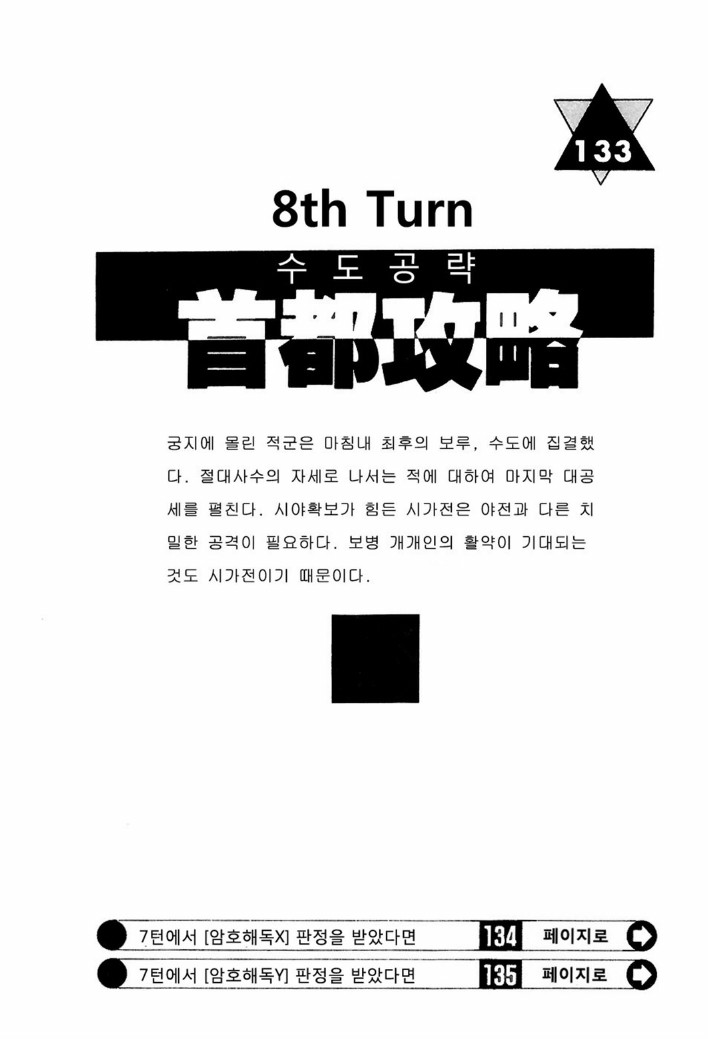 133
8th Turn
수도공략
首都攻略
궁지에 몰린 적군은 마침내 최후의 보루, 수도에 집결했
다. 절대사수의 자세로 나서는 적에 대하여 마지막 대공
세를 펼친다. 시야확보가 힘든 시가전은 야전과 다른 치
밀한 공격이 필요하다. 보병 개개인의 활약이 기대되는
것도 시가전이기 때문이다.
7턴에서 [암호해독X] 판정을 받았다면 134 페이지로
7턴에서 [암호해독Y] 판정을 받았다면 135 페이지로